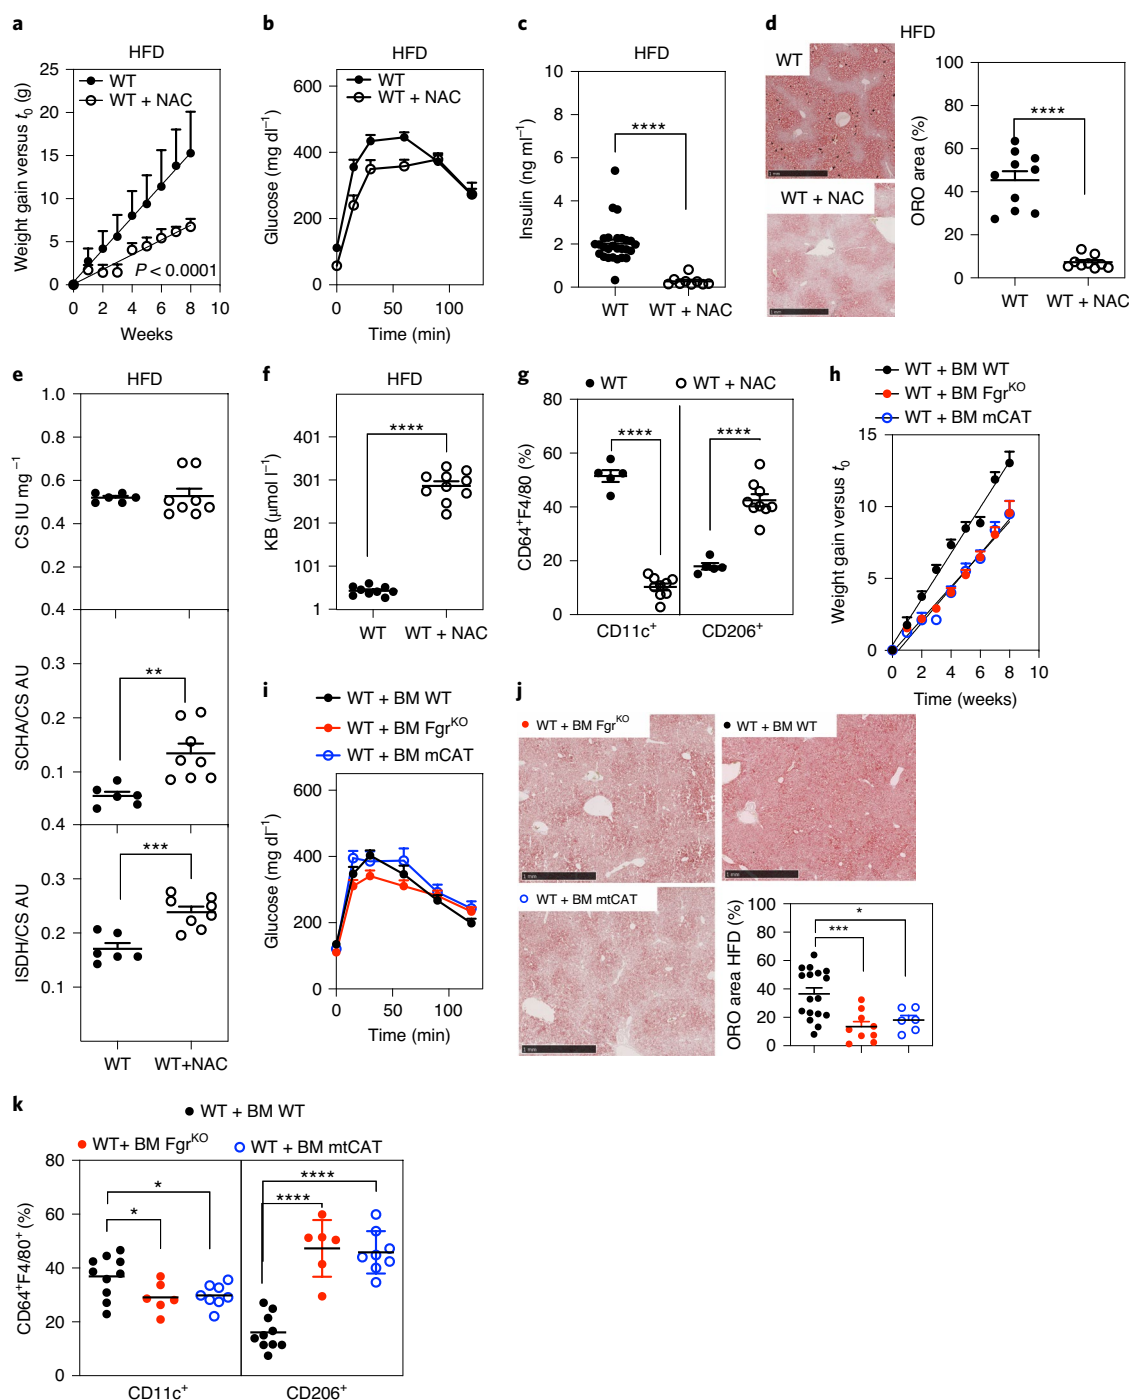 a
HFD
WT
WT + NAC
Weight gain versus t0 (g)
25
20
15
10
5
0
P < 0.0001
0 2 4 6 8 10
Weeks
b
HFD
WT
WT + NAC
Glucose (mg dl−1)
600
400
200
0
0 50 100
Time (min)
c
HFD
Insulin (ng ml−1)
10
8
6
4
2
0
****
WT WT + NAC
d
HFD
WT
1 mm
WT + NAC
1 mm
ORO area (%)
100
80
60
40
20
0
****
WT WT + NAC
e
HFD
CS IU mg−1
1.0
0.8
0.6
0.4
SCHA/CS AU
0.3
0.2
0.1
**
ISDH/CS AU
0.4
0.3
0.2
0.1
***
WT WT+NAC
f
HFD
KB (μmol l−1)
401
301
201
101
1
****
WT WT + NAC
g
WT WT + NAC
CD64+F4/80 (%)
80
60
40
20
0
**** ****
CD11c+ CD206+
h
WT + BM WT
WT + BM FgrKO
WT + BM mCAT
Weight gain versus t0
15
10
5
0
0 2 4 6 8 10
Time (weeks)
i
WT + BM WT
WT + BM FgrKO
WT + BM mCAT
Glucose (mg dl−1)
600
400
200
0
0 50 100
Time (min)
j
WT + BM FgrKO
1 mm
WT + BM WT
1 mm
WT + BM mtCAT
1 mm
ORO area HFD (%)
100
80
60
40
20
0
*
***
k
WT + BM WT
WT+ BM FgrKO WT + BM mtCAT
CD64+F4/80+ (%)
80
60
40
20
0
*
*
****
****
CD11c+ CD206+